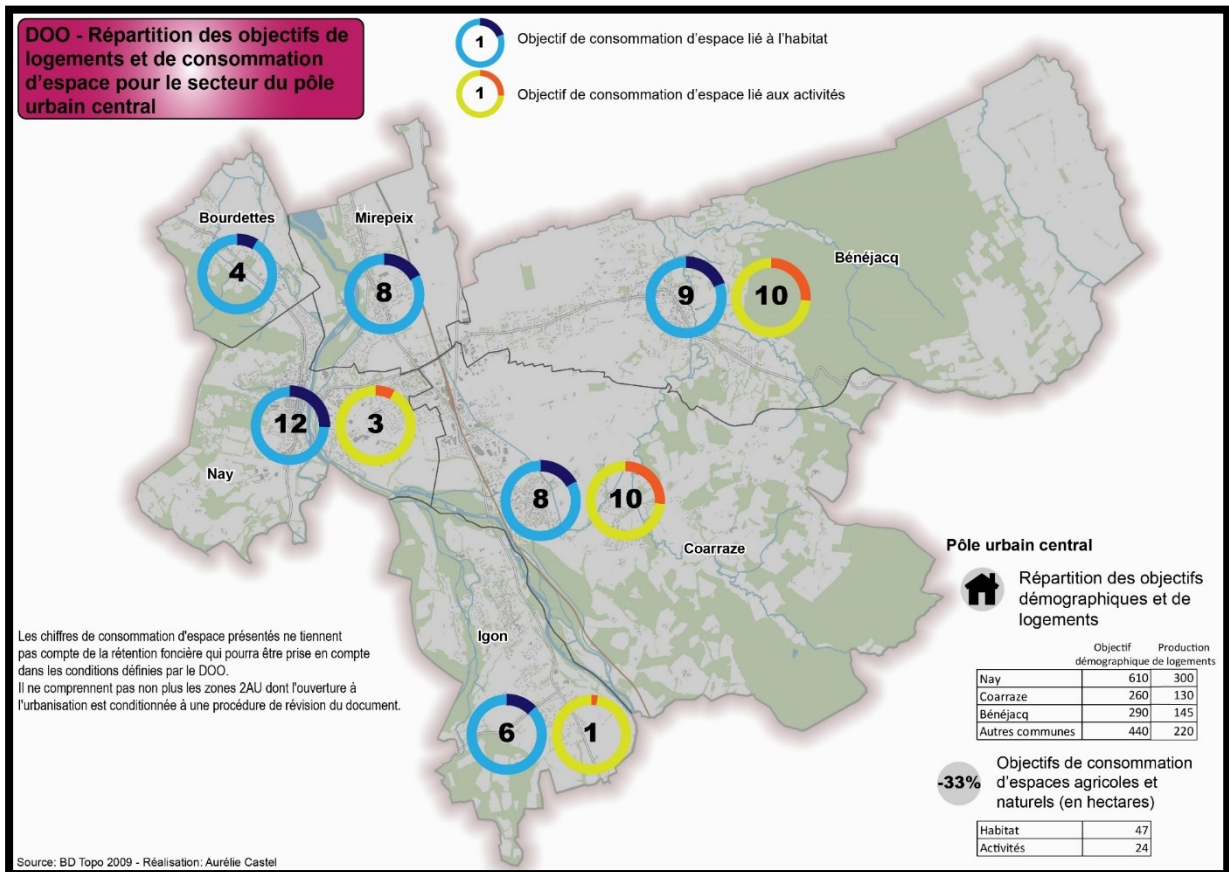 DOO - Répartition des objectifs de
logements et de consommation
d'espace pour le secteur du pôle
urbain central
1 Objectif de consommation d'espace lié à l'habitat
1 Objectif de consommation d'espace lié aux activités
Bourdettes
4
Mirepeix
8
Bénéjacq
9
10
12
3
Nay
8
10
Coarraze
Igon
6
1
Les chiffres de consommation d'espace présentés ne tiennent
pas compte de la rétention foncière qui pourra être prise en compte
dans les conditions définies par le DOO.
Il ne comprennent pas non plus les zones 2AU dont l'ouverture à
l'urbanisation est conditionnée à une procédure de révision du document.
Pôle urbain central
Répartition des objectifs
démographiques et de
logements
Objectif Production
démographique de logements
Nay 610 300
Coarraze 260 130
Bénéjacq 290 145
Autres communes 440 220
-33%
Objectifs de consommation
d'espaces agricoles et
naturels (en hectares)
Habitat 47
Activités 24
Source: BD Topo 2009 - Réalisation: Aurélie Castel